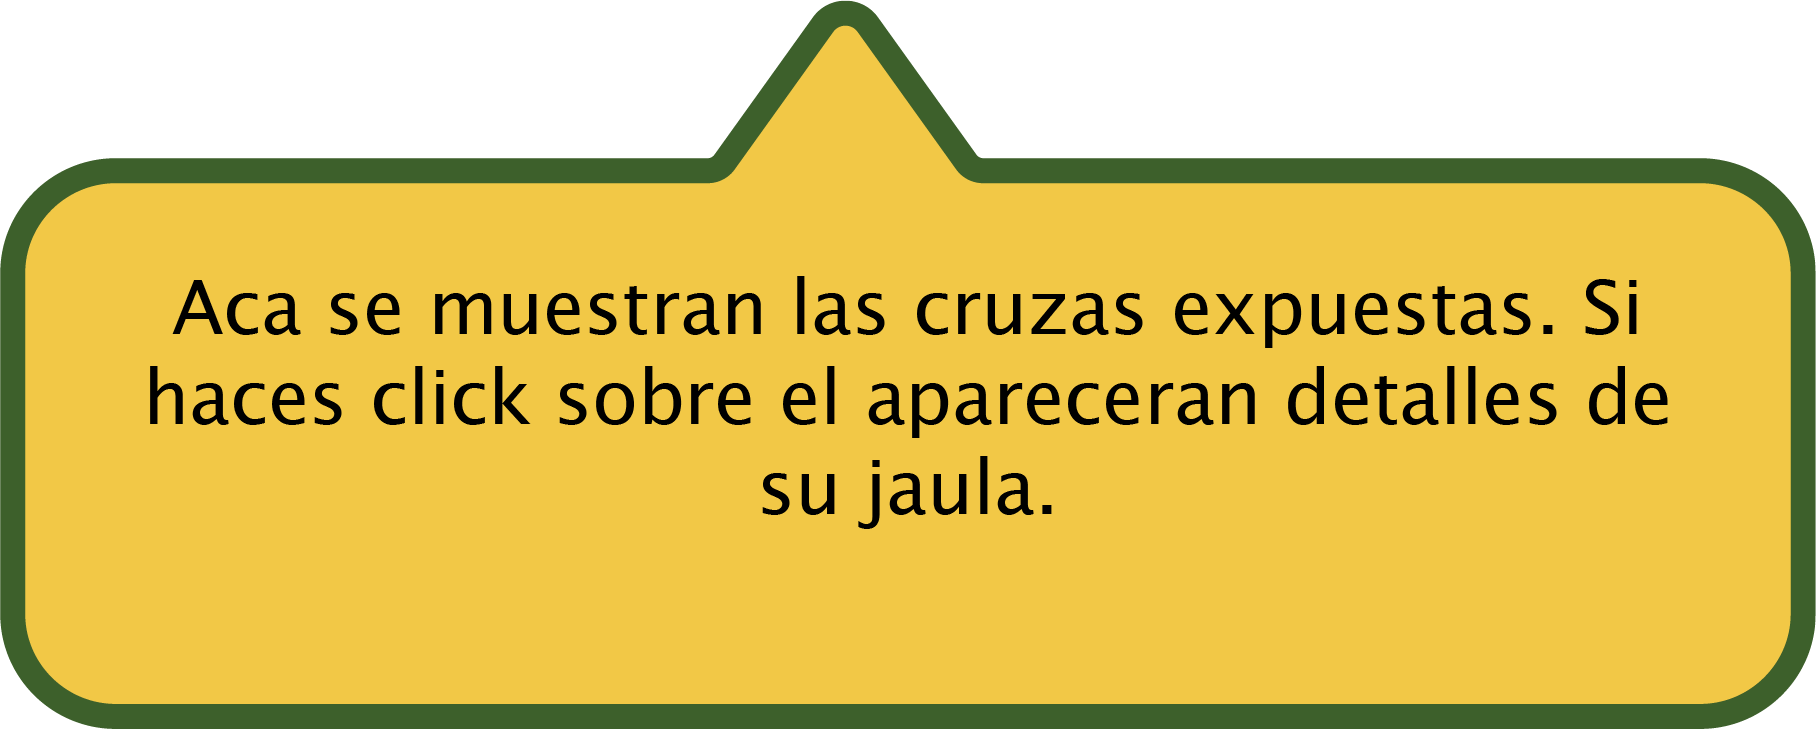 Aca se muestran las cruzas expuestas. Si
haces click sobre el apareceran detalles de
su jaula.